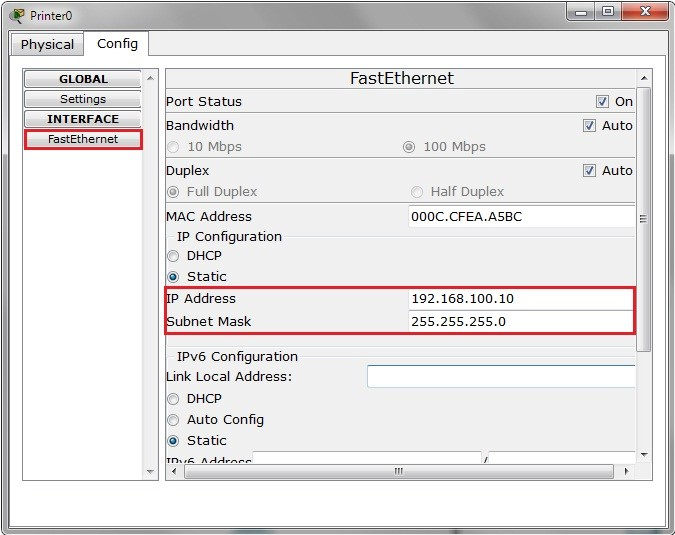 Printer0
Physical Config
GLOBAL
Settings
INTERFACE
FastEthernet
FastEthernet
Port Status On
Bandwidth Auto
10 Mbps 100 Mbps
Duplex Auto
Full Duplex Half Duplex
MAC Address 000C.CFEA.A5BC
IP Configuration
DHCP
Static
IP Address 192.168.100.10
Subnet Mask 255.255.255.0
IPv6 Configuration
Link Local Address:
DHCP
Auto Config
Static
IPv6 Address /